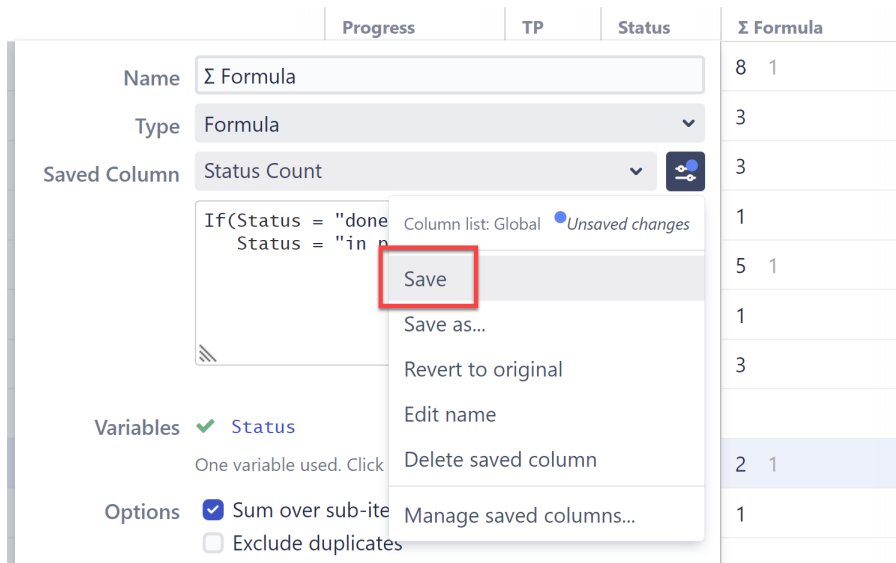 Progress TP Status Σ Formula
Name Σ Formula
8 1
Type Formula
3
Saved Column Status Count
3
If(Status = "done
Status = "in p
Column list: Global Unsaved changes
1
Save
5 1
Save as...
1
Revert to original
3
Edit name
Variables Status
Delete saved column
2 1
One variable used. Click
Options Sum over sub-ite
Manage saved columns...
1
Exclude duplicates